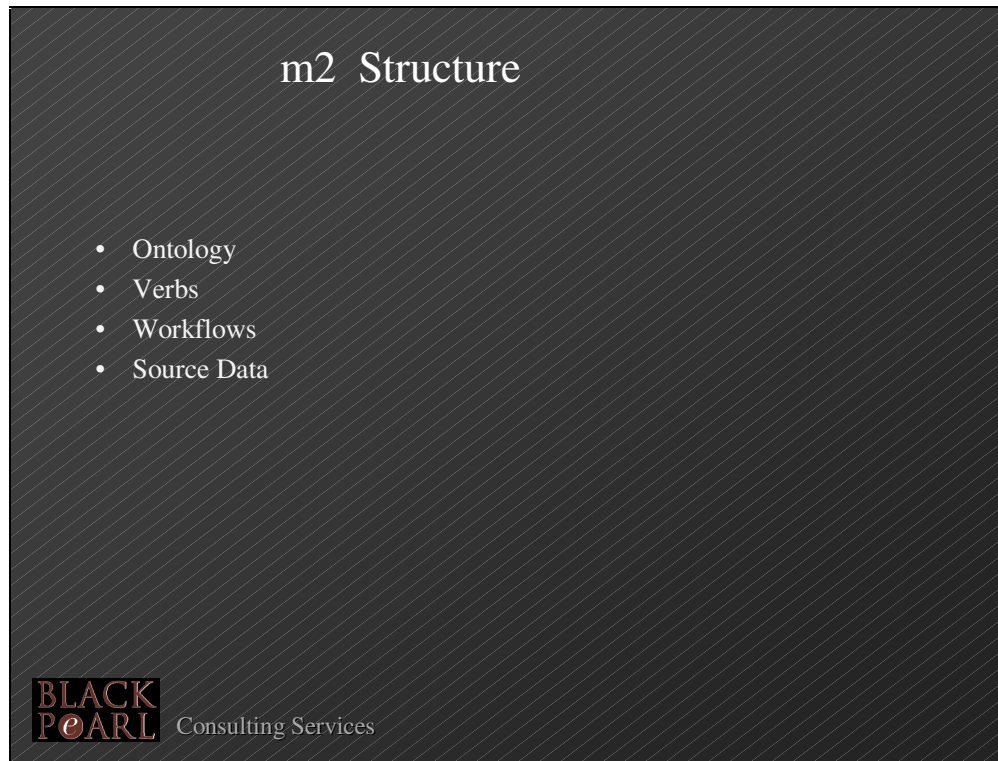 m2 Structure
• Ontology
• Verbs
• Workflows
• Source Data
BLACK
PeARL
Consulting Services